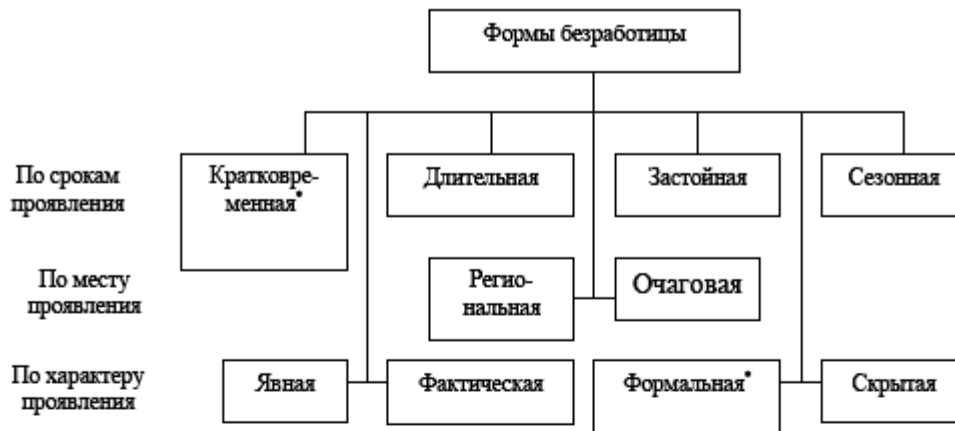 Формы безработицы
По срокам
проявления
Кратковре-
менная*
Длительная
Застойная
Сезонная
По месту
проявления
Регио-
нальная
Очаговая
По характеру
проявления
Явная
Фактическая
Формальная*
Скрытая